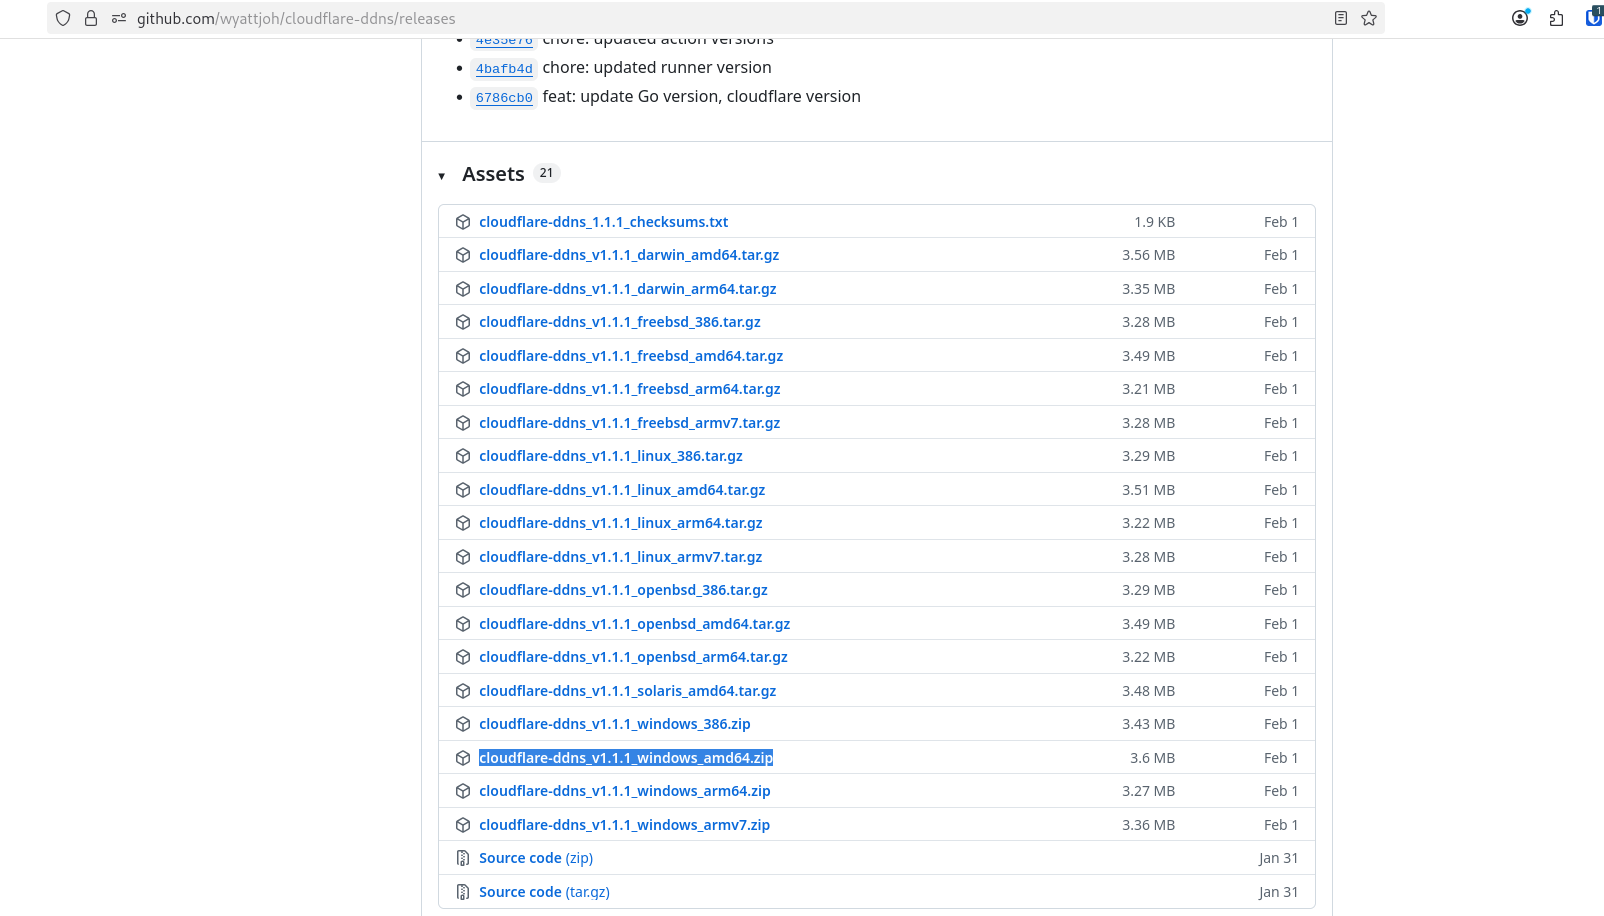 github.com/wyattjoh/cloudflare-ddns/releases
1
4e35e76 chore: updated action versions
4bafb4d chore: updated runner version
6786cb0 feat: update Go version, cloudflare version
Assets 21
cloudflare-ddns_1.1.1_checksums.txt 1.9 KB Feb 1
cloudflare-ddns_v1.1.1_darwin_amd64.tar.gz 3.56 MB Feb 1
cloudflare-ddns_v1.1.1_darwin_arm64.tar.gz 3.35 MB Feb 1
cloudflare-ddns_v1.1.1_freebsd_386.tar.gz 3.28 MB Feb 1
cloudflare-ddns_v1.1.1_freebsd_amd64.tar.gz 3.49 MB Feb 1
cloudflare-ddns_v1.1.1_freebsd_arm64.tar.gz 3.21 MB Feb 1
cloudflare-ddns_v1.1.1_freebsd_armv7.tar.gz 3.28 MB Feb 1
cloudflare-ddns_v1.1.1_linux_386.tar.gz 3.29 MB Feb 1
cloudflare-ddns_v1.1.1_linux_amd64.tar.gz 3.51 MB Feb 1
cloudflare-ddns_v1.1.1_linux_arm64.tar.gz 3.22 MB Feb 1
cloudflare-ddns_v1.1.1_linux_armv7.tar.gz 3.28 MB Feb 1
cloudflare-ddns_v1.1.1_openbsd_386.tar.gz 3.29 MB Feb 1
cloudflare-ddns_v1.1.1_openbsd_amd64.tar.gz 3.49 MB Feb 1
cloudflare-ddns_v1.1.1_openbsd_arm64.tar.gz 3.22 MB Feb 1
cloudflare-ddns_v1.1.1_solaris_amd64.tar.gz 3.48 MB Feb 1
cloudflare-ddns_v1.1.1_windows_386.zip 3.43 MB Feb 1
cloudflare-ddns_v1.1.1_windows_amd64.zip 3.6 MB Feb 1
cloudflare-ddns_v1.1.1_windows_arm64.zip 3.27 MB Feb 1
cloudflare-ddns_v1.1.1_windows_armv7.zip 3.36 MB Feb 1
Source code (zip) Jan 31
Source code (tar.gz) Jan 31